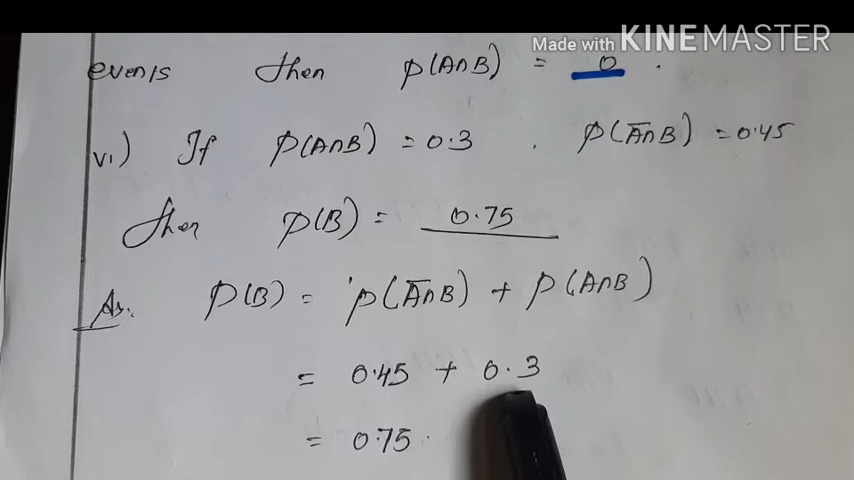 Made with KINEMASTER
events then p(A∩B) = 0.
vi) If p(A∩B) = 0.3 . p(A̅∩B) = 0.45
then p(B) = 0.75
As. p(B) = p(A̅∩B) + p(A∩B)
= 0.45 + 0.3
= 0.75.